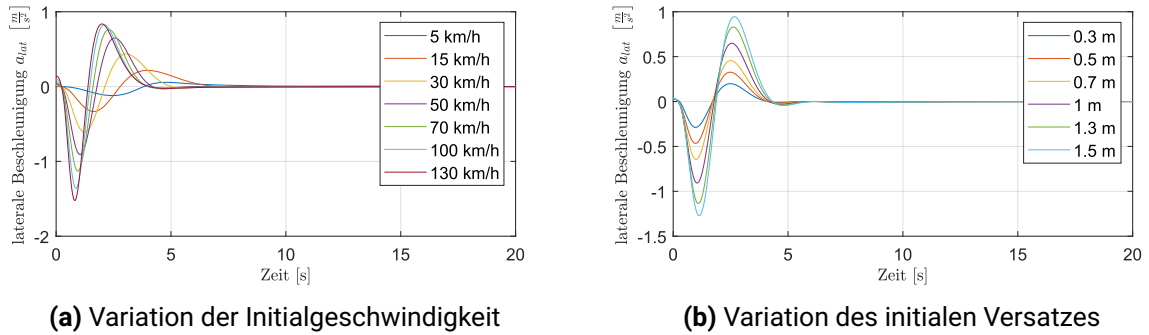 laterale Beschleunigung a_lat [m/s²]
1
0
-1
-2
0
5
10
15
20
Zeit [s]
5 km/h
15 km/h
30 km/h
50 km/h
70 km/h
100 km/h
130 km/h
(a) Variation der Initialgeschwindigkeit
laterale Beschleunigung a_lat [m/s²]
1
0.5
0
-0.5
-1
-1.5
0
5
10
15
20
Zeit [s]
0.3 m
0.5 m
0.7 m
1 m
1.3 m
1.5 m
(b) Variation des initialen Versatzes